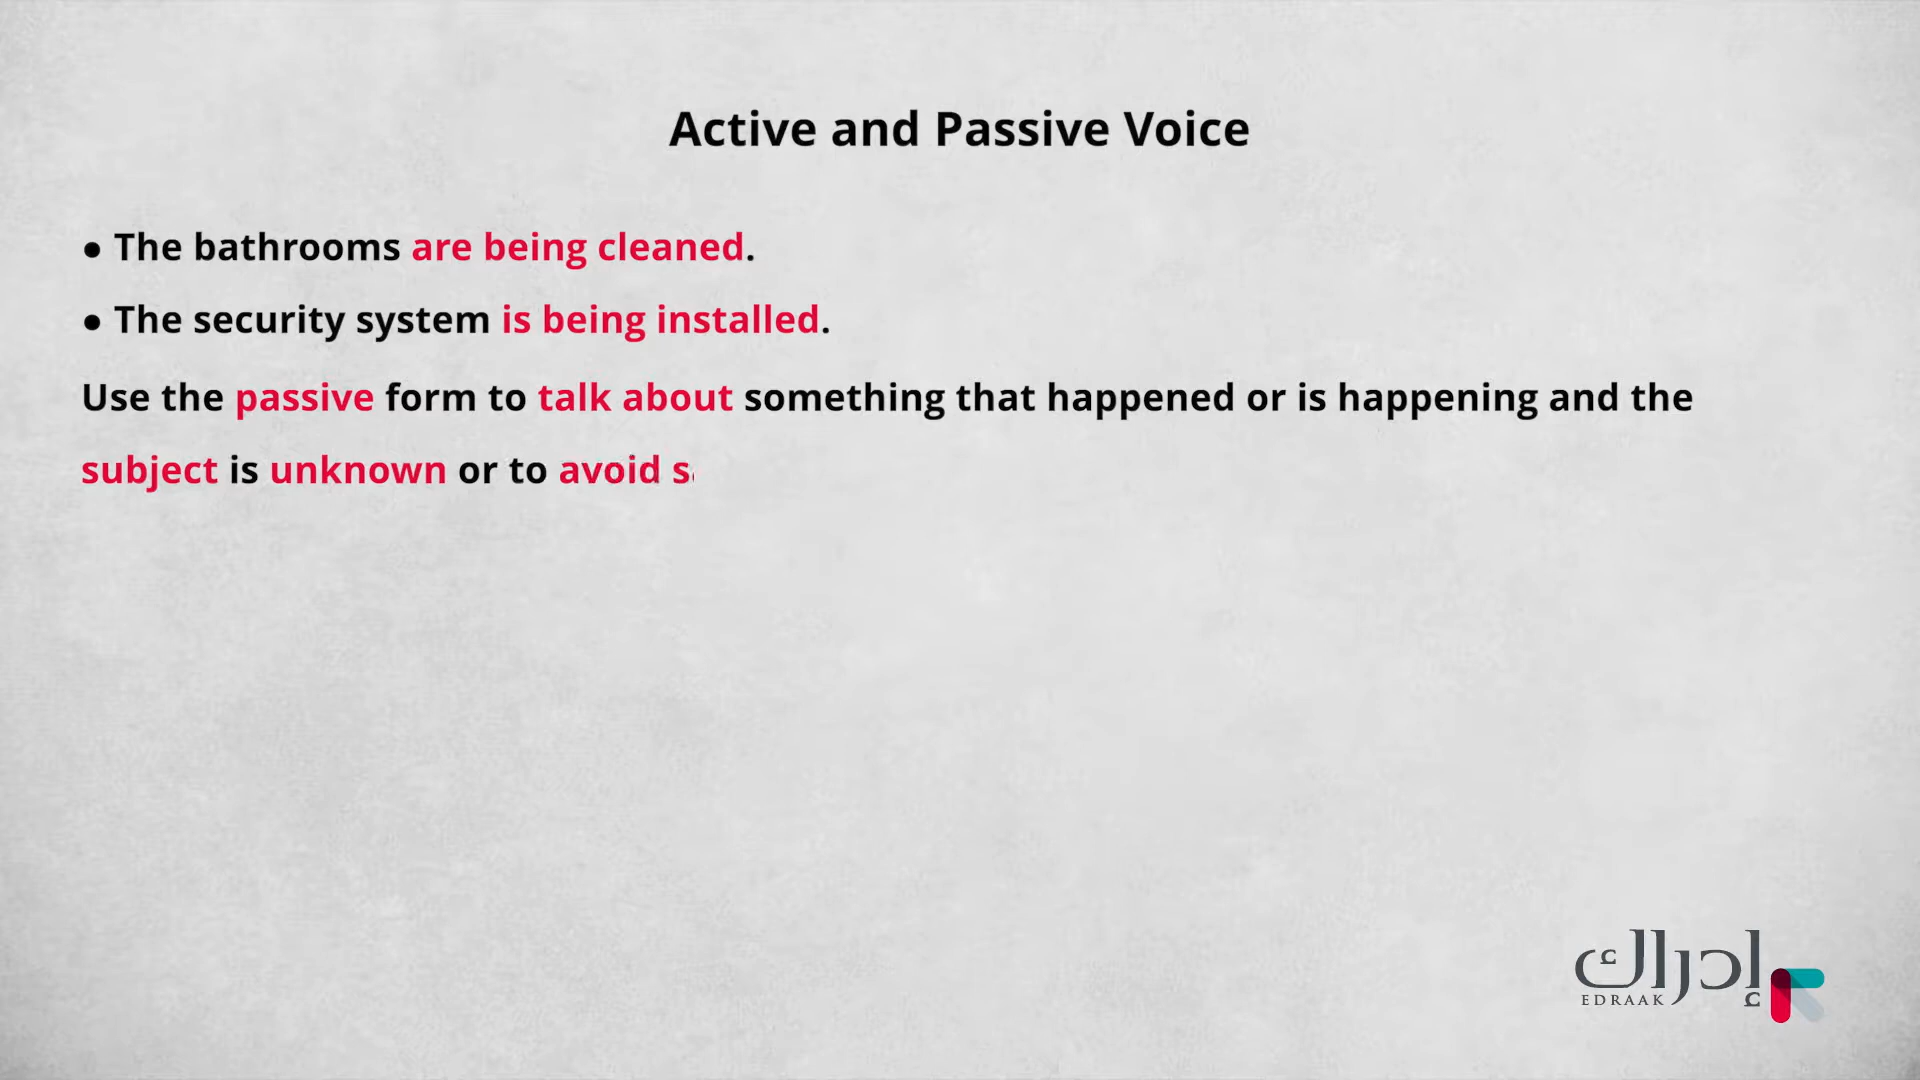 Active and Passive Voice
• The bathrooms are being cleaned.
• The security system is being installed.
Use the passive form to talk about something that happened or is happening and the
subject is unknown or to avoid
إدراك
EDRAAK